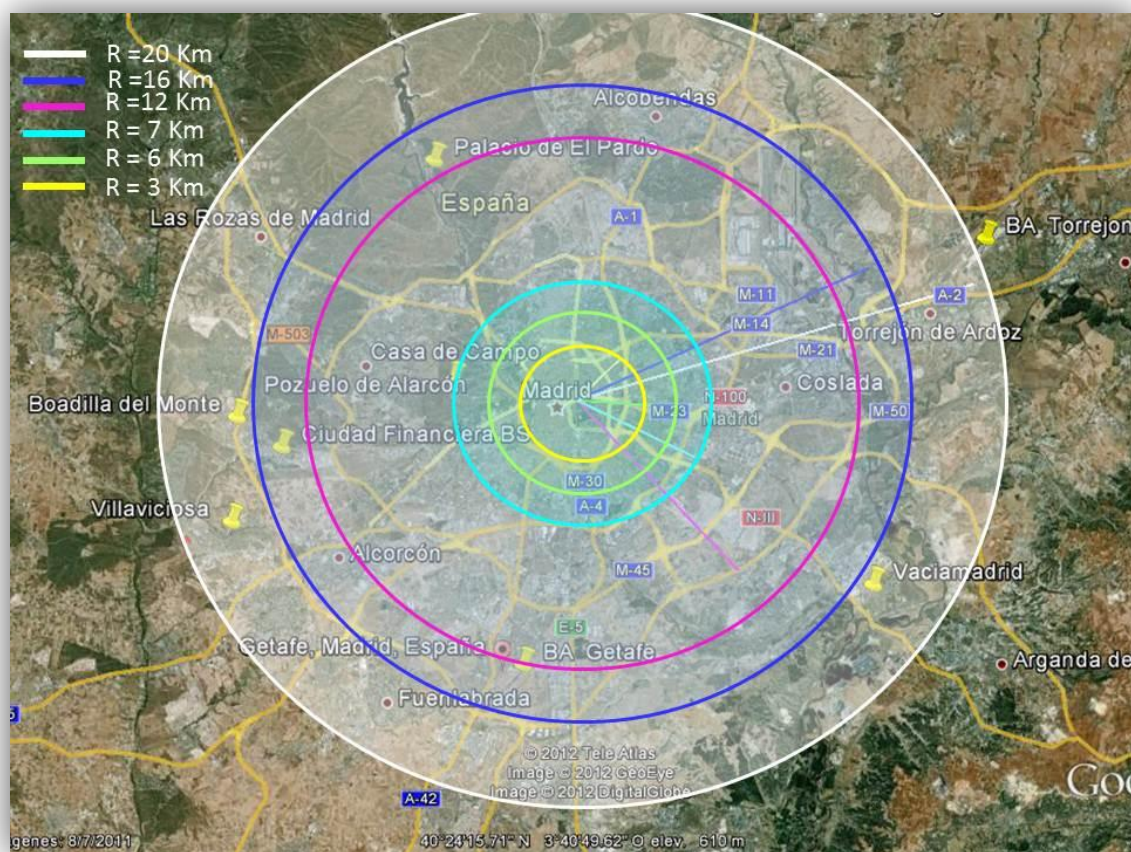 R =20 Km
R =16 Km
R =12 Km
R = 7 Km
R = 6 Km
R = 3 Km
Alcobendas
Palacio de El Pardo
España
Las Rozas de Madrid
A-1
BA, Torrejon
M-11
A-2
M-14
Torrejón de Ardoz
M-503
M-21
Casa de Campo
Pozuelo de Alarcón
Coslada
Madrid
N-100
Boadilla del Monte
M-23
Madrid
M-50
Ciudad Financiera BS
M-30
A-4
Villaviciosa
N-III
Alcorcón
M-45
Vaciamadrid
E-5
Getafe, Madrid, España
BA Getafe
Arganda de
Fuenlabrada
5
© 2012 Tele Atlas
Image © 2012 GeoEye
Image © 2012 DigitalGlobe
Goo
A-42
genes: 8/7/2011
40°24'15.71" N 3°40'49.62" O elev. 610 m